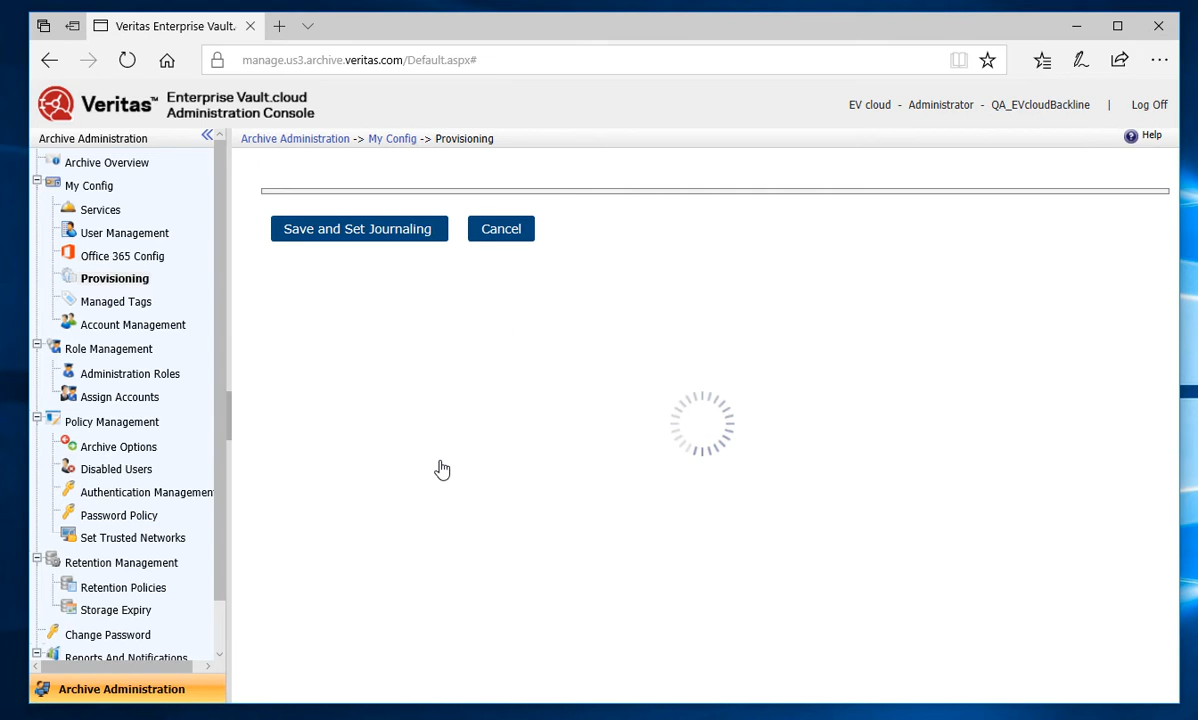 Veritas Enterprise Vault.
manage.us3.archive.veritas.com/Default.aspx#
Veritas™ Enterprise Vault.cloud
Administration Console
EV cloud - Administrator - QA_EVcloudBackline | Log Off
Archive Administration
Archive Administration -> My Config -> Provisioning
Help
Archive Overview
My Config
Services
User Management
Office 365 Config
Provisioning
Managed Tags
Account Management
Role Management
Administration Roles
Assign Accounts
Policy Management
Archive Options
Disabled Users
Authentication Management
Password Policy
Set Trusted Networks
Retention Management
Retention Policies
Storage Expiry
Change Password
Reports And Notifications
Archive Administration
Save and Set Journaling
Cancel